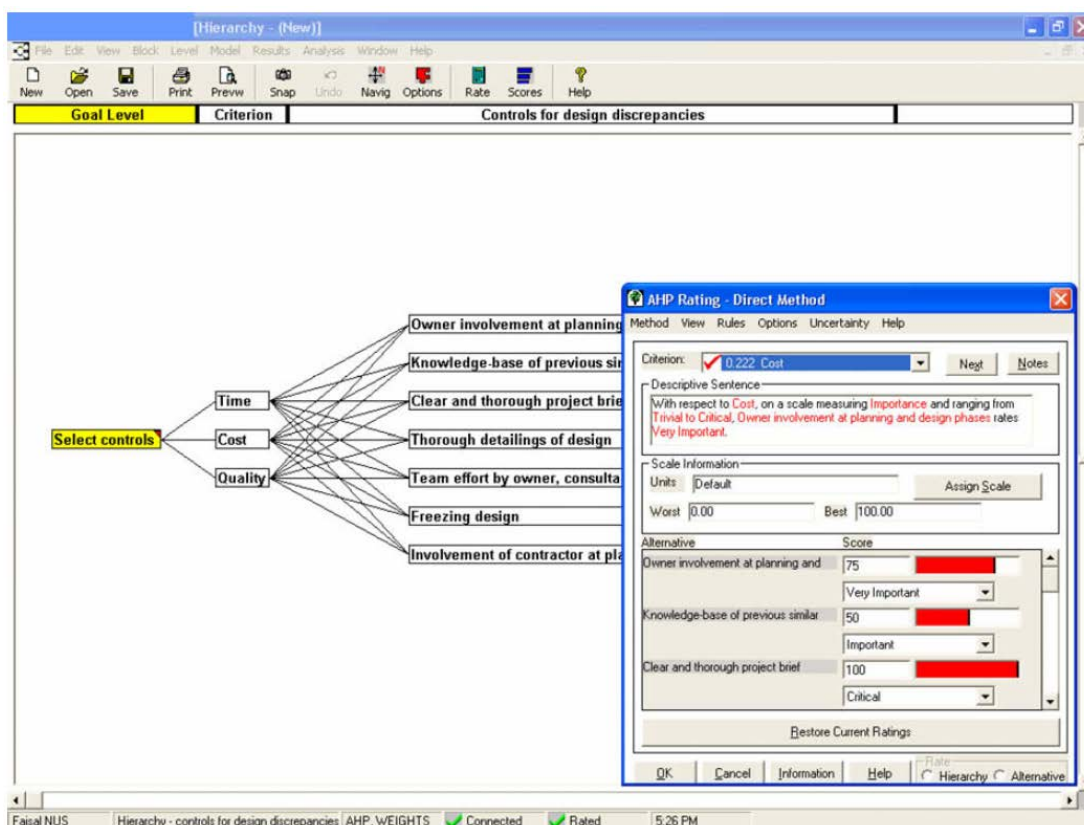 [Hierarchy - (New)]
File Edit View Block Level Model Results Analysis Window Help
New Open Save Print Prevw Snap Undo Navig Options Rate Scores Help
Goal Level Criterion Controls for design discrepancies
Select controls
Time
Cost
Quality
Owner involvement at planning
Knowledge-base of previous sir
Clear and thorough project brie
Thorough detailings of design
Team effort by owner, consulta
Freezing design
Involvement of contractor at pla
AHP Rating - Direct Method
Method View Rules Options Uncertainty Help
Criterion: 0.222 Cost Next Notes
Descriptive Sentence
With respect to Cost, on a scale measuring Importance and ranging from
Trivial to Critical, Owner involvement at planning and design phases rates
Very Important.
Scale Information
Units Default Assign Scale
Worst 0.00 Best 100.00
Alternative Score
Owner involvement at planning and 75
Very Important
Knowledge-base of previous similar 50
Important
Clear and thorough project brief 100
Critical
Restore Current Ratings
Rate
OK Cancel Information Help Hierarchy Alternative
Faisal NUS Hierarchy - controls for design discrepancies AHP, WEIGHTS Connected Rated 5:26 PM